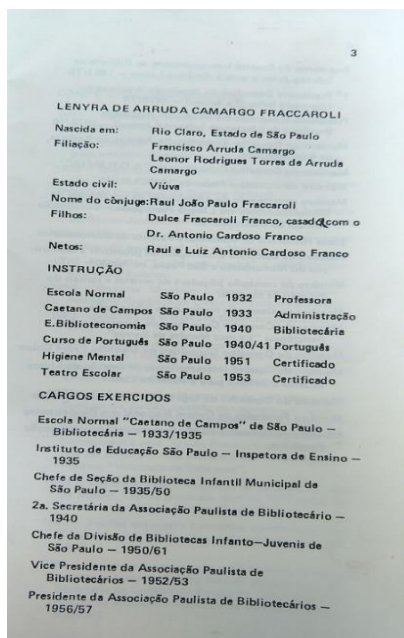 3
LENYRA DE ARRUDA CAMARGO FRACCAROLI
Nascida em: Rio Claro, Estado de São Paulo
Filiação: Francisco Arruda Camargo
Leonor Rodrigues Torres de Arruda
Camargo
Estado civil: Viúva
Nome do cônjuge: Raul João Paulo Fraccaroli
Filhos: Dulce Fraccaroli Franco, casada com o
Dr. Antonio Cardoso Franco
Netos: Raul e Luiz Antonio Cardoso Franco
INSTRUÇÃO
Escola Normal São Paulo 1932 Professora
Caetano de Campos São Paulo 1933 Administração
E.Biblioteconomia São Paulo 1940 Bibliotecária
Curso de Português São Paulo 1940/41 Português
Higiene Mental São Paulo 1951 Certificado
Teatro Escolar São Paulo 1953 Certificado
CARGOS EXERCIDOS
Escola Normal "Caetano de Campos" de São Paulo —
Bibliotecária — 1933/1935
Instituto de Educação São Paulo — Inspetora de Ensino —
1935
Chefe de Seção da Biblioteca Infantil Municipal de
São Paulo — 1935/50
2a. Secretária da Associação Paulista de Bibliotecário —
1940
Chefe da Divisão de Bibliotecas Infanto—Juvenis de
São Paulo — 1950/61
Vice Presidente da Associação Paulista de
Bibliotecários — 1952/53
Presidente da Associação Paulista de Bibliotecários —
1956/57